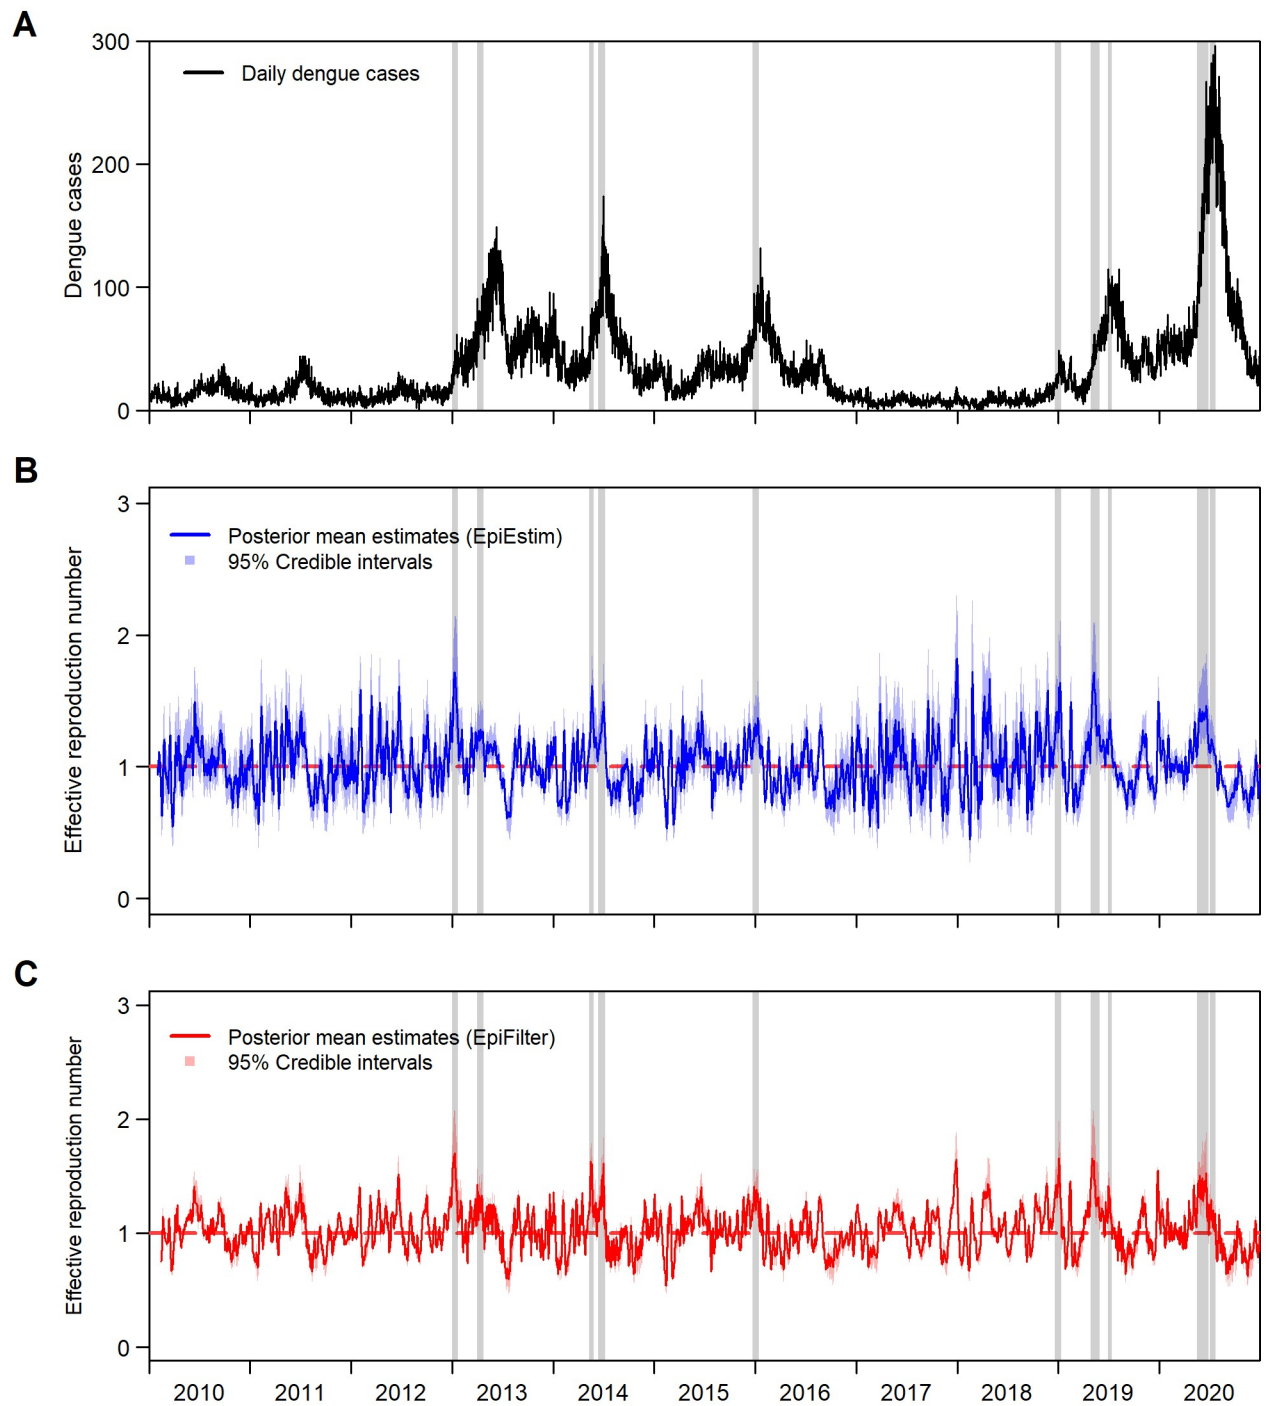 A
300
200
100
0
Dengue cases
Daily dengue cases
B
3
2
1
0
Effective reproduction number
Posterior mean estimates (EpiEstim)
95% Credible intervals
C
3
2
1
0
Effective reproduction number
Posterior mean estimates (EpiFilter)
95% Credible intervals
2010 2011 2012 2013 2014 2015 2016 2017 2018 2019 2020